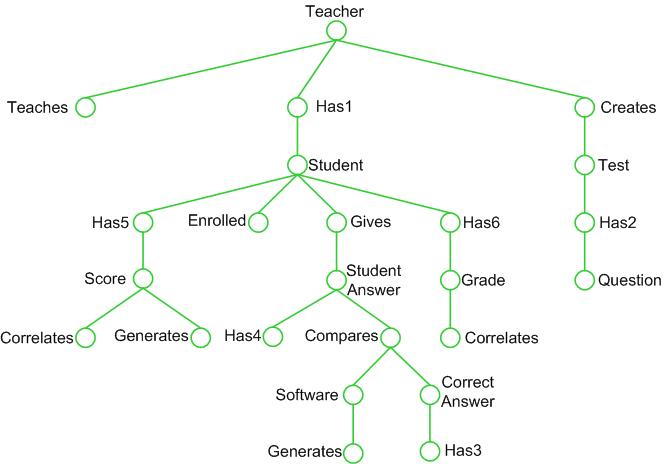 Teacher
Teaches
Has1
Creates
Student
Test
Has5
Enrolled
Gives
Has6
Has2
Score
Student
Answer
Grade
Question
Correlates
Generates
Has4
Compares
Correlates
Software
Correct
Answer
Generates
Has3